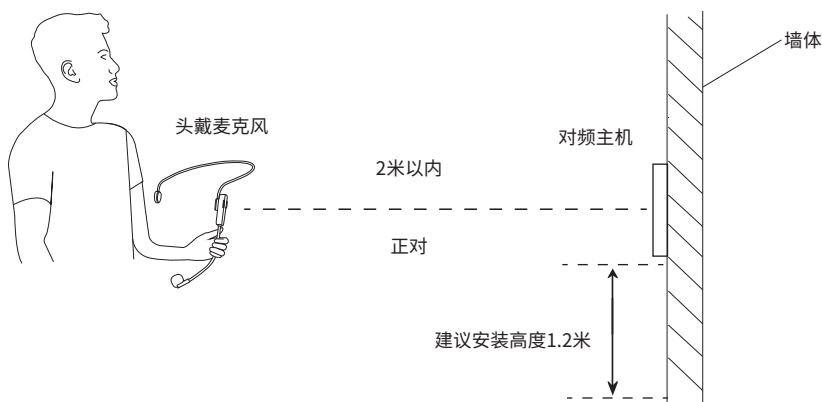 墙体
头戴麦克风
对频主机
2米以内
正对
建议安装高度1.2米